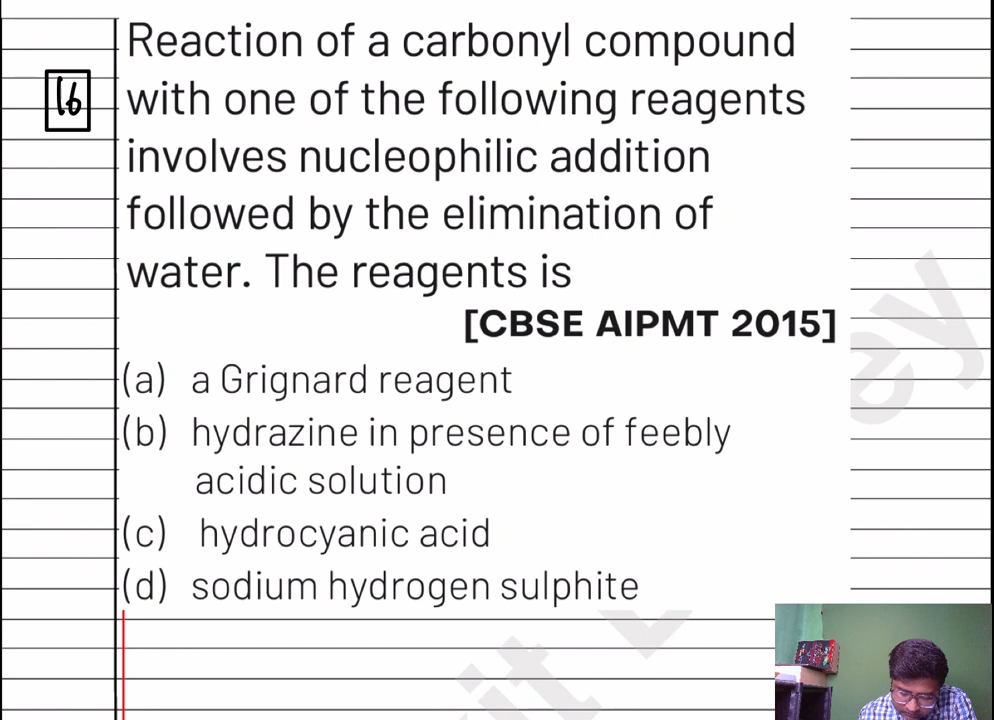 Reaction of a carbonyl compound
16
with one of the following reagents
involves nucleophilic addition
followed by the elimination of
water. The reagents is
[CBSE AIPMT 2015]
(a) a Grignard reagent
(b) hydrazine in presence of feebly
acidic solution
(c) hydrocyanic acid
(d) sodium hydrogen sulphite